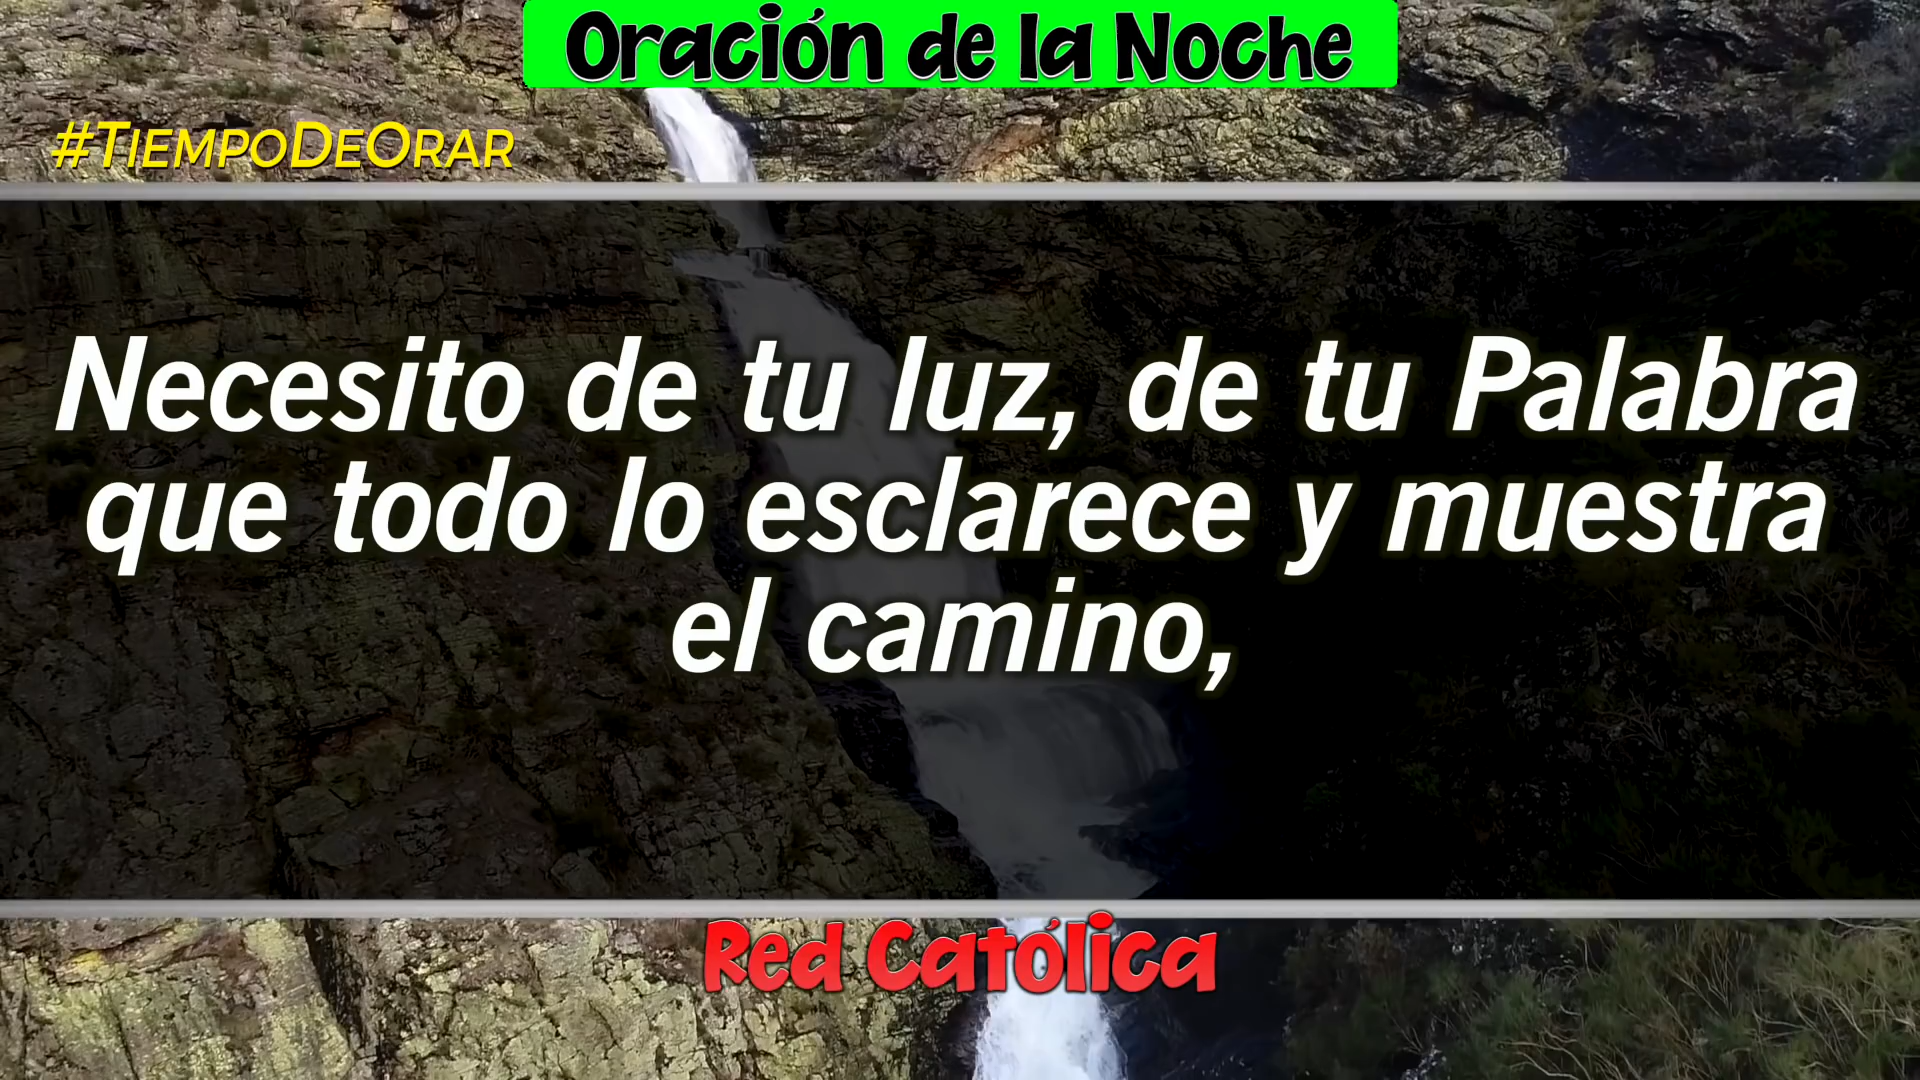 Oración de la Noche
#TiempoDeOrar
Necesito de tu luz, de tu Palabra
que todo lo esclarece y muestra
el camino,
Red Católica